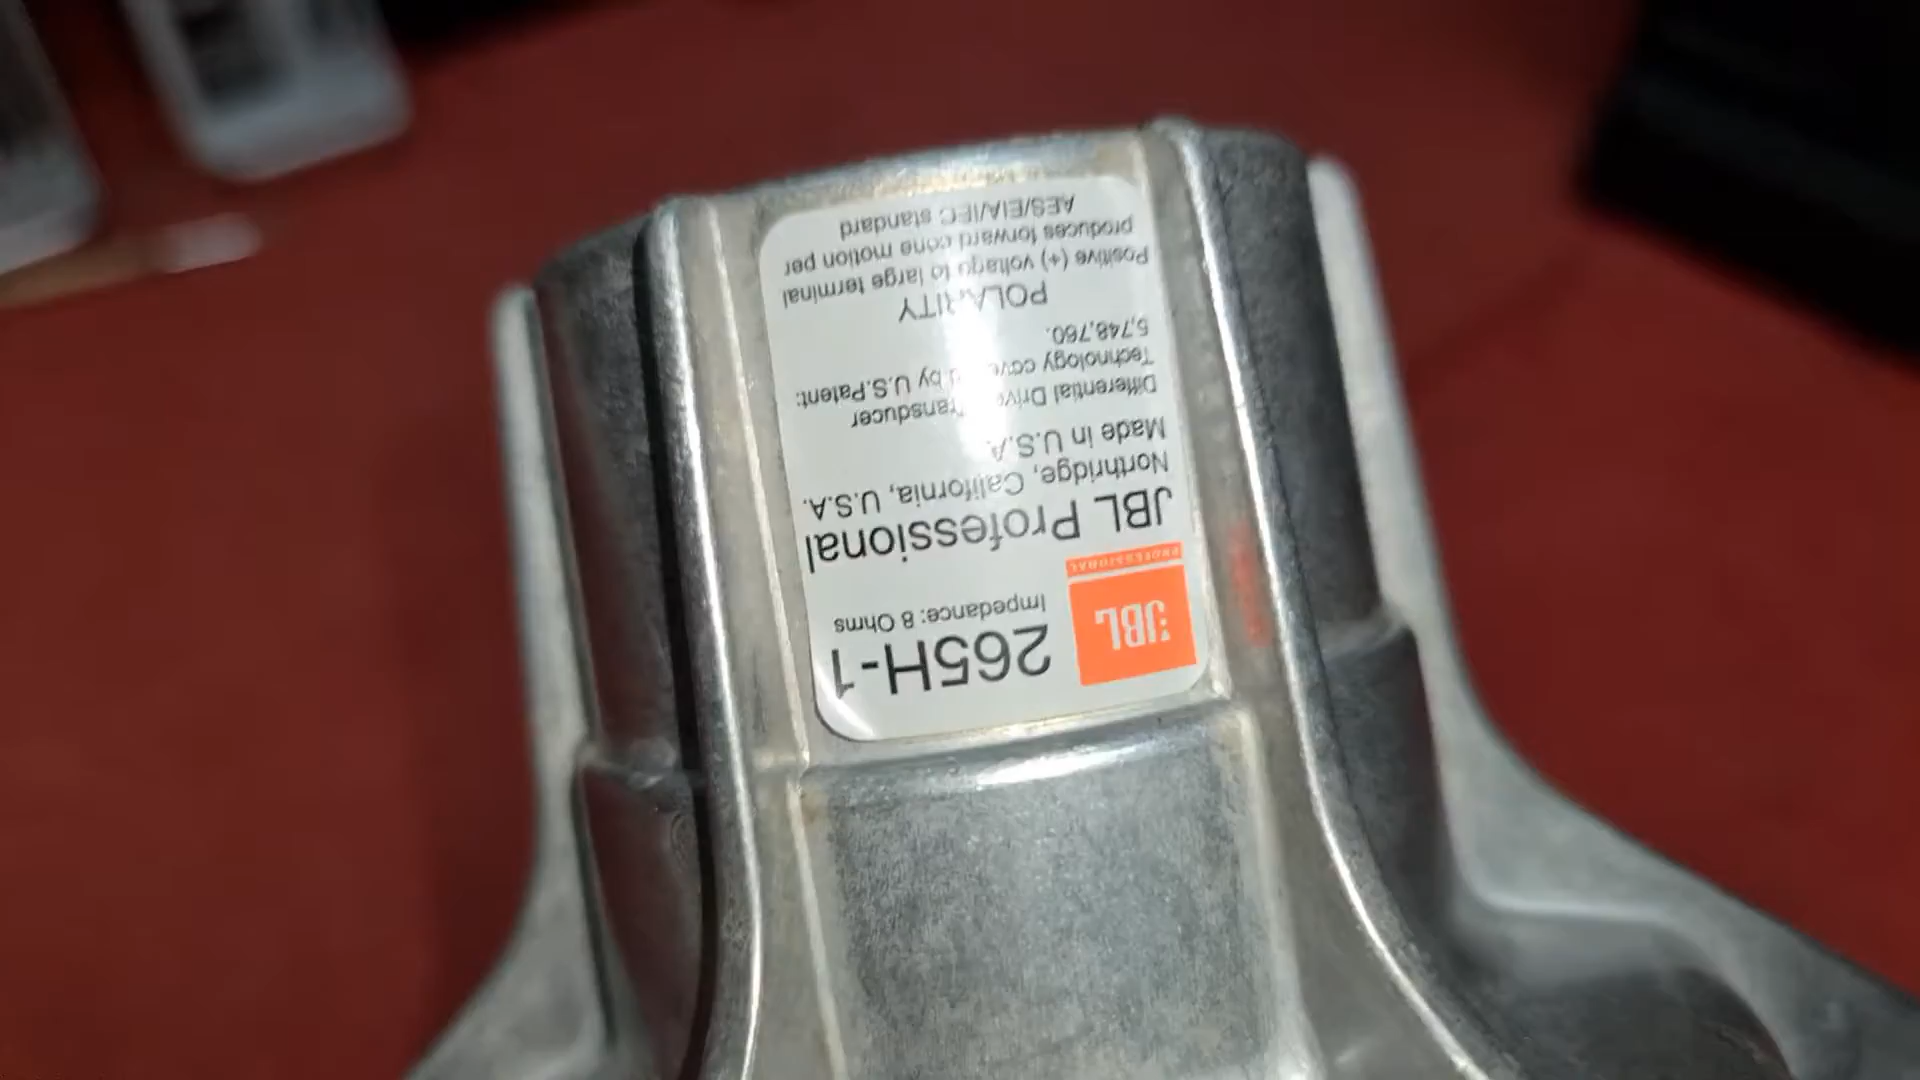 JBL
PROFESSIONAL
265H-1
Impedance: 8 Ohms
JBL Professional
Northridge, California, U.S.A.
Made in U.S.A.
Differential Drive Transducer
Technology covered by U.S.Patent:
5,748,760.
POLARITY
Positive (+) voltage to large terminal
produces forward cone motion per
AES/EIA/IEC standard